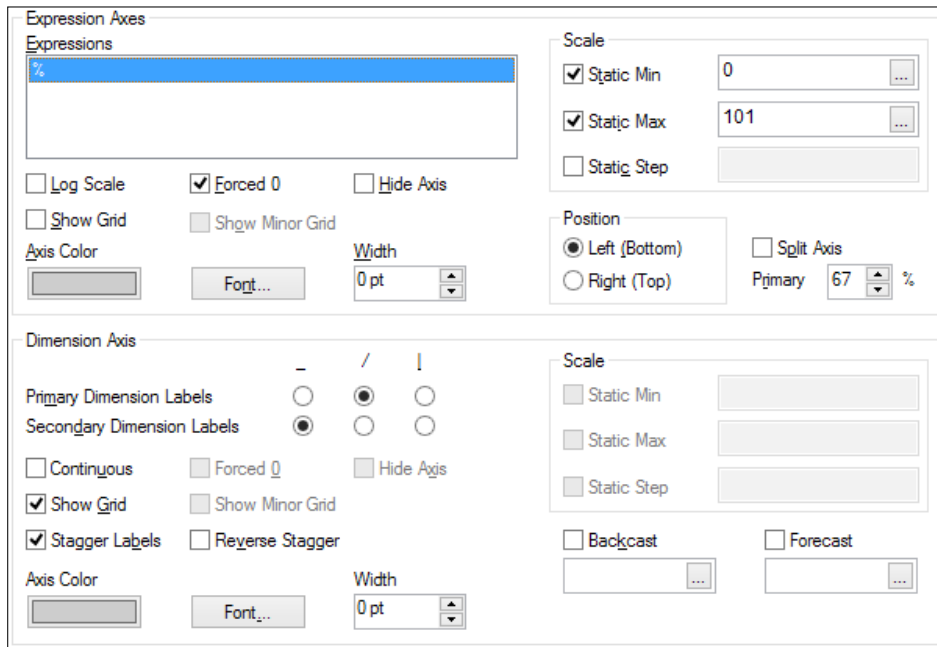 Expression Axes
Expressions
%
Scale
Static Min 0 ...
Static Max 101 ...
Static Step
Log Scale Forced 0 Hide Axis
Show Grid Show Minor Grid
Axis Color Width
Font... 0 pt
Position
Left (Bottom) Split Axis
Right (Top) Primary 67 %
Dimension Axis
_ / |
Primary Dimension Labels
Secondary Dimension Labels
Scale
Static Min
Static Max
Static Step
Continuous Forced 0 Hide Axis
Show Grid Show Minor Grid
Stagger Labels Reverse Stagger
Backcast Forecast
... ...
Axis Color Width
Font... 0 pt